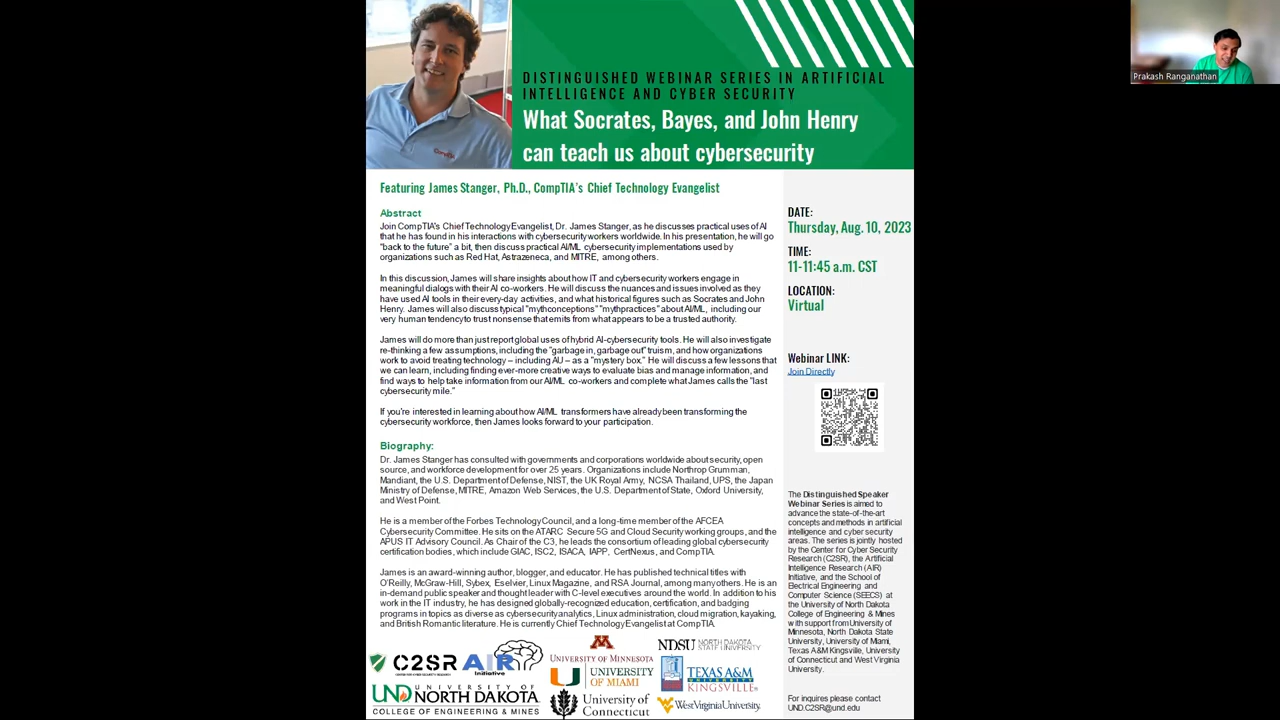 Prakash Ranganathan
DISTINGUISHED WEBINAR SERIES IN ARTIFICIAL
INTELLIGENCE AND CYBER SECURITY
What Socrates, Bayes, and John Henry
can teach us about cybersecurity
Featuring James Stanger, Ph.D., CompTIA's Chief Technology Evangelist
Abstract
Join CompTIA's Chief Technology Evangelist, Dr. James Stanger, as he discusses practical uses of AI
that he has found in his interactions with cybersecurity workers worldwide. In his presentation, he will go
"back to the future" a bit, then discuss practical AI/ML cybersecurity implementations used by
organizations such as Red Hat, Astrazeneca, and MITRE, among others.
In this discussion, James will share insights about how IT and cybersecurity workers engage in
meaningful dialogs with their AI co-workers. He will discuss the nuances and issues involved as they
have used AI tools in their every-day activities, and what historical figures such as Socrates and John
Henry. James will also discuss typical "mythconceptions" "mythpractices" about AI/ML, including our
very human tendency to trust nonsense that emits from what appears to be a trusted authority.
James will do more than just report global uses of hybrid AI-cybersecurity tools. He will also investigate
re-thinking a few assumptions, including the "garbage in, garbage out" truism, and how organizations
work to avoid treating technology – including AU – as a "mystery box." He will discuss a few lessons that
we can learn, including finding ever-more creative ways to evaluate bias and manage information, and
find ways to help take information from our AI/ML co-workers and complete what James calls the "last
cybersecurity mile."
If you're interested in learning about how AI/ML transformers have already been transforming the
cybersecurity workforce, then James looks forward to your participation.
Biography:
Dr. James Stanger has consulted with governments and corporations worldwide about security, open
source, and workforce development for over 25 years. Organizations include Northrop Grumman,
Mandiant, the U.S. Department of Defense, NIST, the UK Royal Army, NCSA Thailand, UPS, the Japan
Ministry of Defense, MITRE, Amazon Web Services, the U.S. Department of State, Oxford University,
and West Point.
He is a member of the Forbes Technology Council, and a long-time member of the AFCEA
Cybersecurity Committee. He sits on the ATARC Secure 5G and Cloud Security working groups, and the
APUS IT Advisory Council. As Chair of the C3, he leads the consortium of leading global cybersecurity
certification bodies, which include GIAC, ISC2, ISACA, IAPP, CertNexus, and CompTIA.
James is an award-winning author, blogger, and educator. He has published technical titles with
O'Reilly, McGraw-Hill, Sybex, Eselvier, Linux Magazine, and RSA Journal, among many others. He is an
in-demand public speaker and thought leader with C-level executives around the world. In addition to his
work in the IT industry, he has designed globally-recognized education, certification, and badging
programs in topics as diverse as cybersecurity analytics, Linux administration, cloud migration, kayaking,
and British Romantic literature. He is currently Chief Technology Evangelist at CompTIA.
DATE:
Thursday, Aug. 10, 2023
TIME:
11-11:45 a.m. CST
LOCATION:
Virtual
Webinar LINK:
Join Directly
The Distinguished Speaker
Webinar Series is aimed to
advance the state-of-the-art
concepts and methods in artificial
intelligence and cyber security
areas. The series is jointly hosted
by the Center for Cyber Security
Research (C2SR), the Artificial
Intelligence Research (AIR)
Initiative, and the School of
Electrical Engineering and
Computer Science (SEECS) at
the University of North Dakota
College of Engineering & Mines
with support from University of
Minnesota, North Dakota State
University, University of Miami,
Texas A&M Kingsville, University
of Connecticut and West Virginia
University.
For inquires please contact
UND.C2SR@und.edu
C2SR
CENTER FOR CYBER SECURITY RESEARCH
AIR
Initiative
UND UNIVERSITY OF
NORTH DAKOTA
COLLEGE OF ENGINEERING & MINES
UNIVERSITY OF MINNESOTA
UNIVERSITY
OF MIAMI
University of
Connecticut
NDSU NORTH DAKOTA
STATE UNIVERSITY
TEXAS A&M
UNIVERSITY
KINGSVILLE
West Virginia University